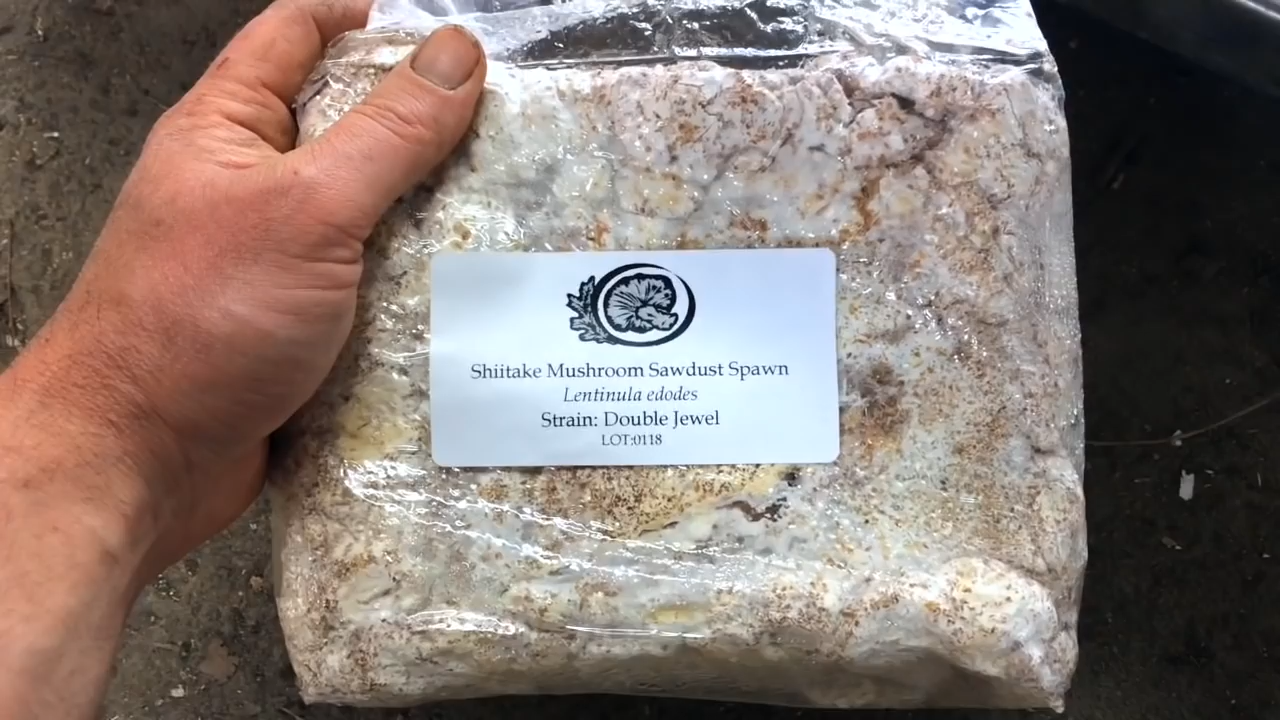 Shiitake Mushroom Sawdust Spawn
Lentinula edodes
Strain: Double Jewel
LOT:0118